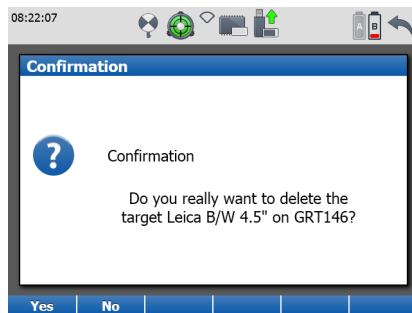 08:22:07
A
B
Confirmation
?
Confirmation
Do you really want to delete the
target Leica B/W 4.5" on GRT146?
Yes No